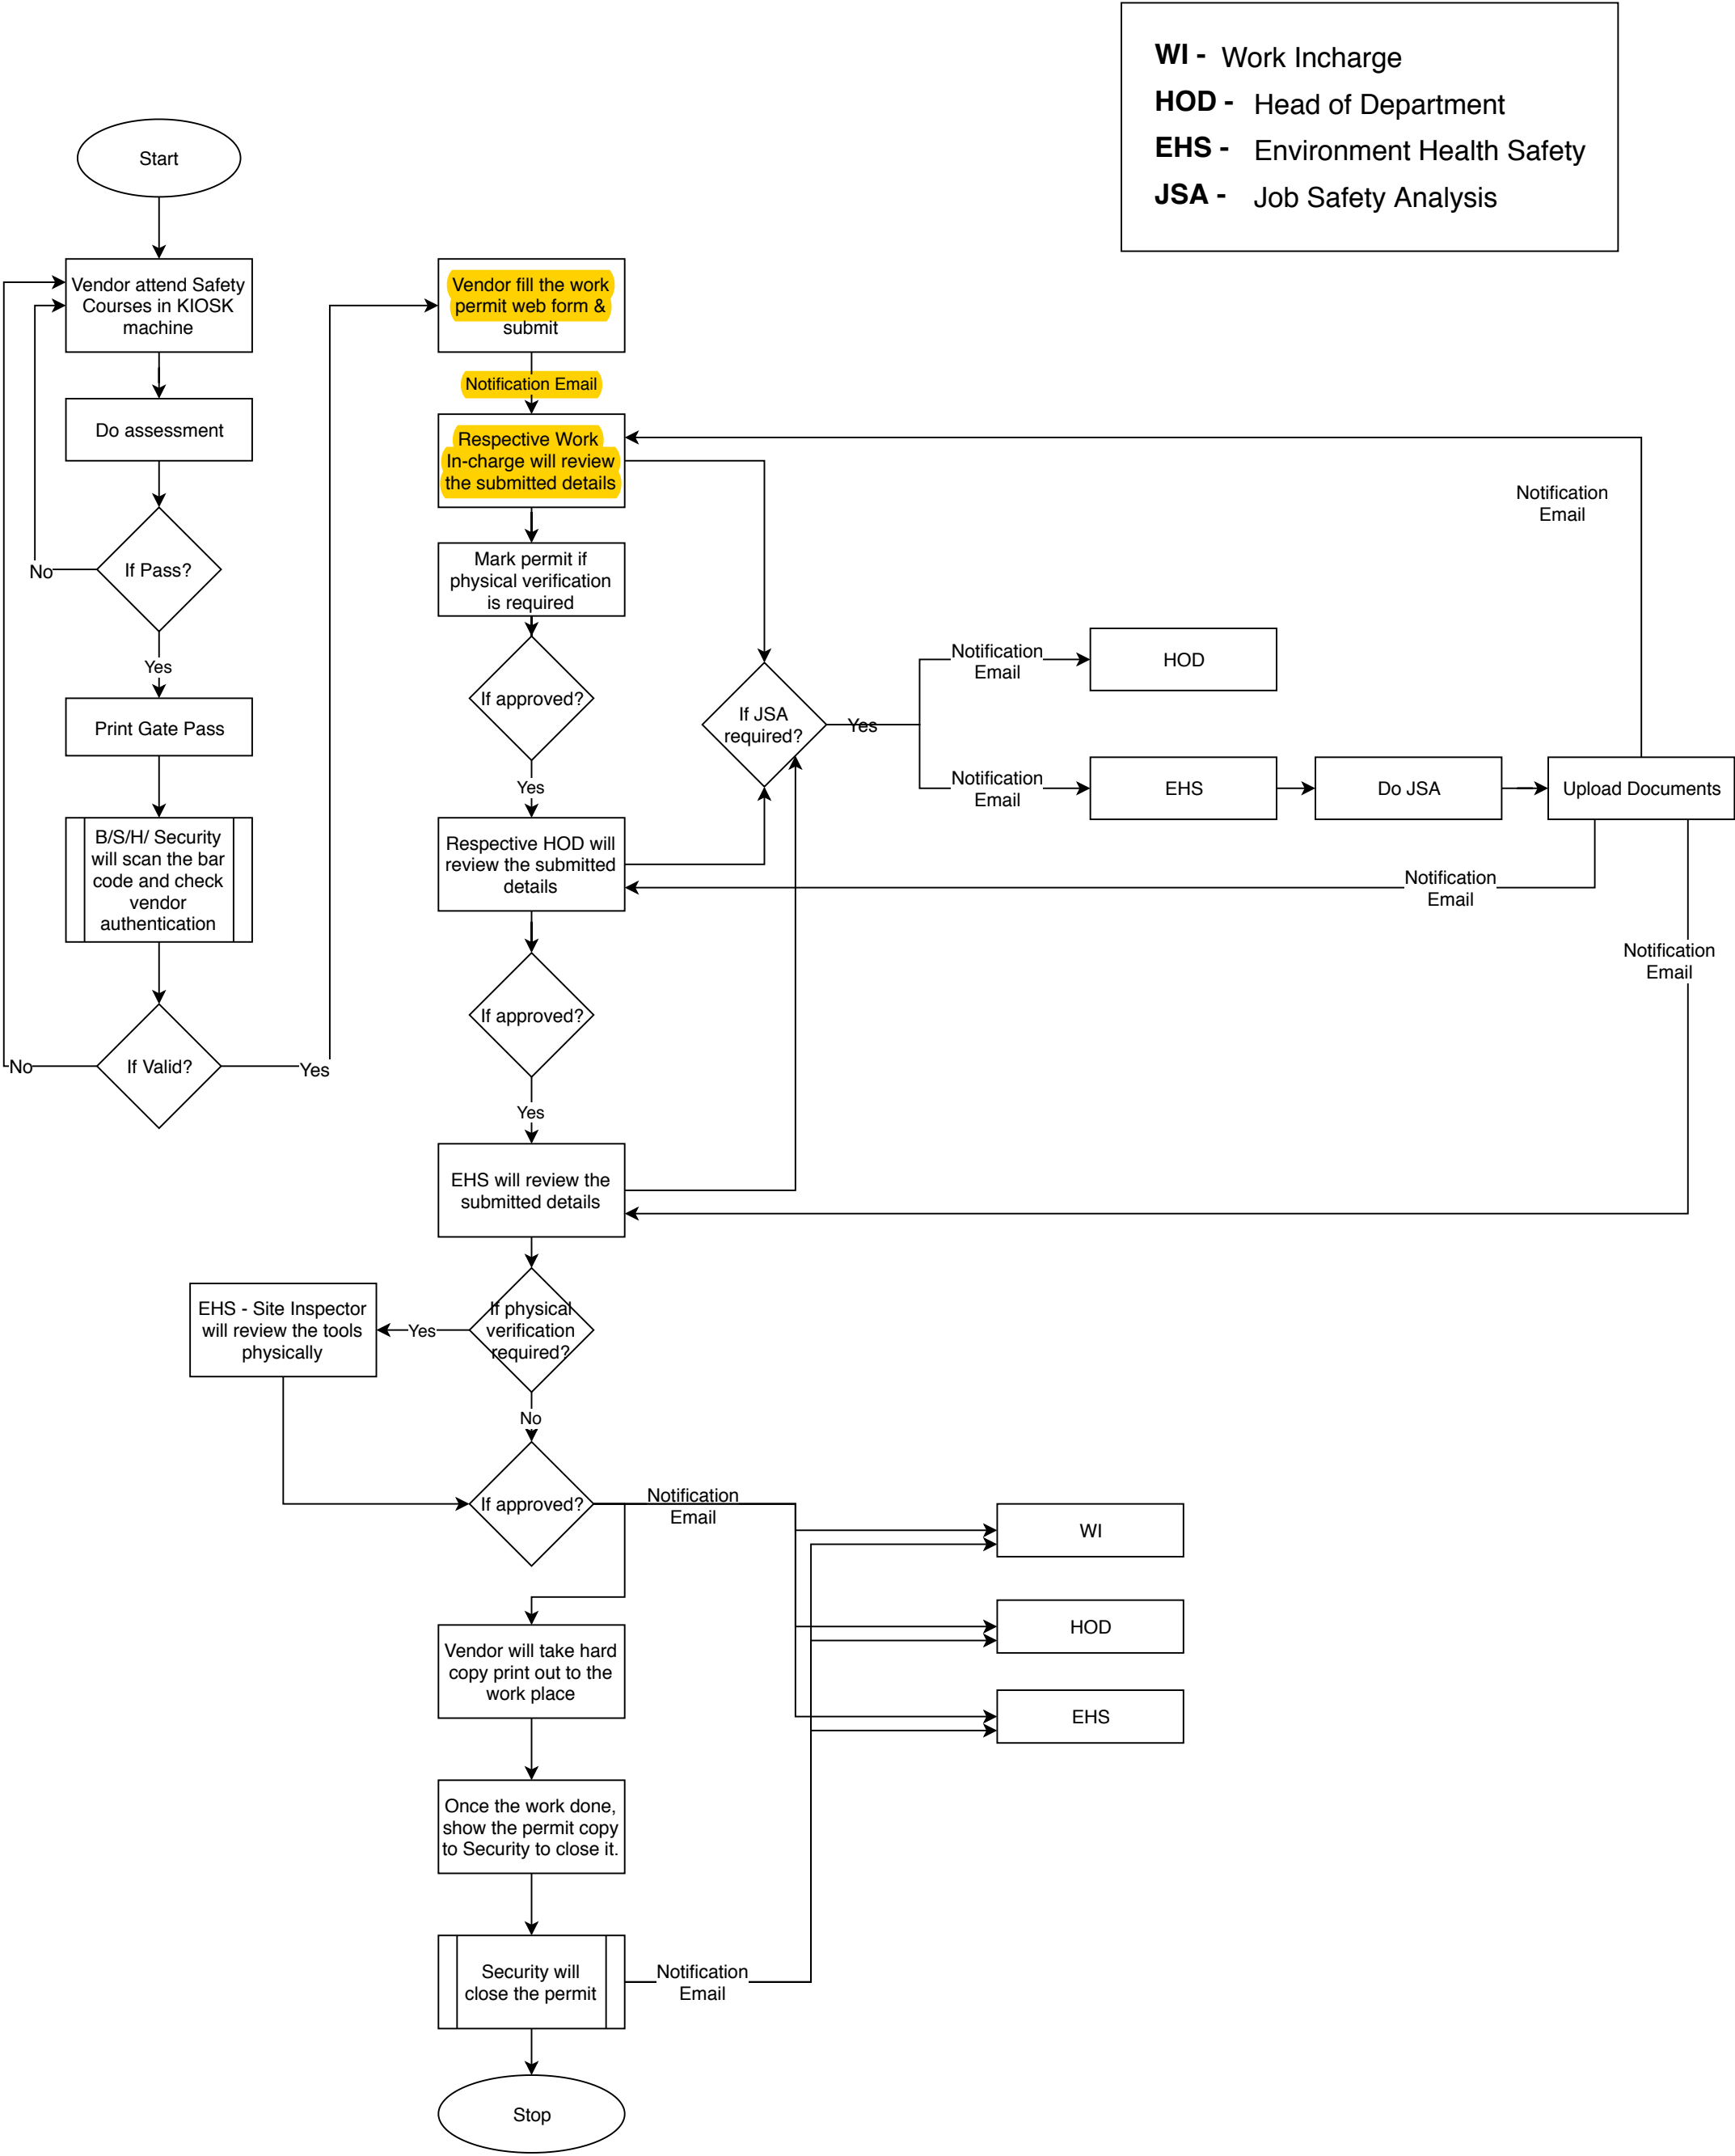 WI - Work Incharge
HOD - Head of Department
EHS - Environment Health Safety
JSA - Job Safety Analysis
Start
Vendor attend Safety
Courses in KIOSK
machine
Do assessment
If Pass?
No
Yes
Print Gate Pass
B/S/H/ Security
will scan the bar
code and check
vendor
authentication
If Valid?
No
Yes
Vendor fill the work
permit web form &
submit
Notification Email
Respective Work
In-charge will review
the submitted details
Mark permit if
physical verification
is required
If approved?
Yes
If JSA
required?
Yes
Notification
Email
HOD
Notification
Email
EHS
Do JSA
Upload Documents
Notification
Email
Respective HOD will
review the submitted
details
Notification
Email
Notification
Email
If approved?
Yes
EHS will review the
submitted details
If physical
verification
required?
Yes
EHS - Site Inspector
will review the tools
physically
No
If approved?
Notification
Email
WI
HOD
EHS
Vendor will take hard
copy print out to the
work place
Once the work done,
show the permit copy
to Security to close it.
Security will
close the permit
Notification
Email
Stop